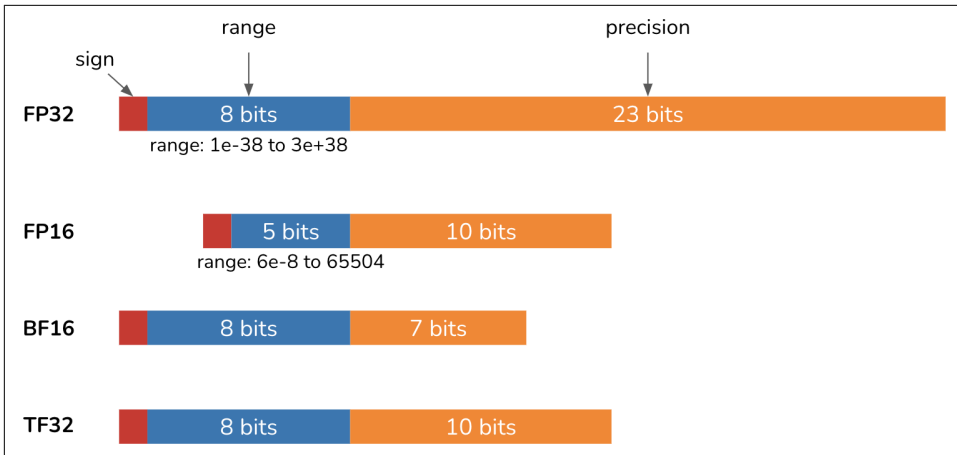 range
precision
sign
FP32
8 bits
23 bits
range: 1e-38 to 3e+38
FP16
5 bits
10 bits
range: 6e-8 to 65504
BF16
8 bits
7 bits
TF32
8 bits
10 bits